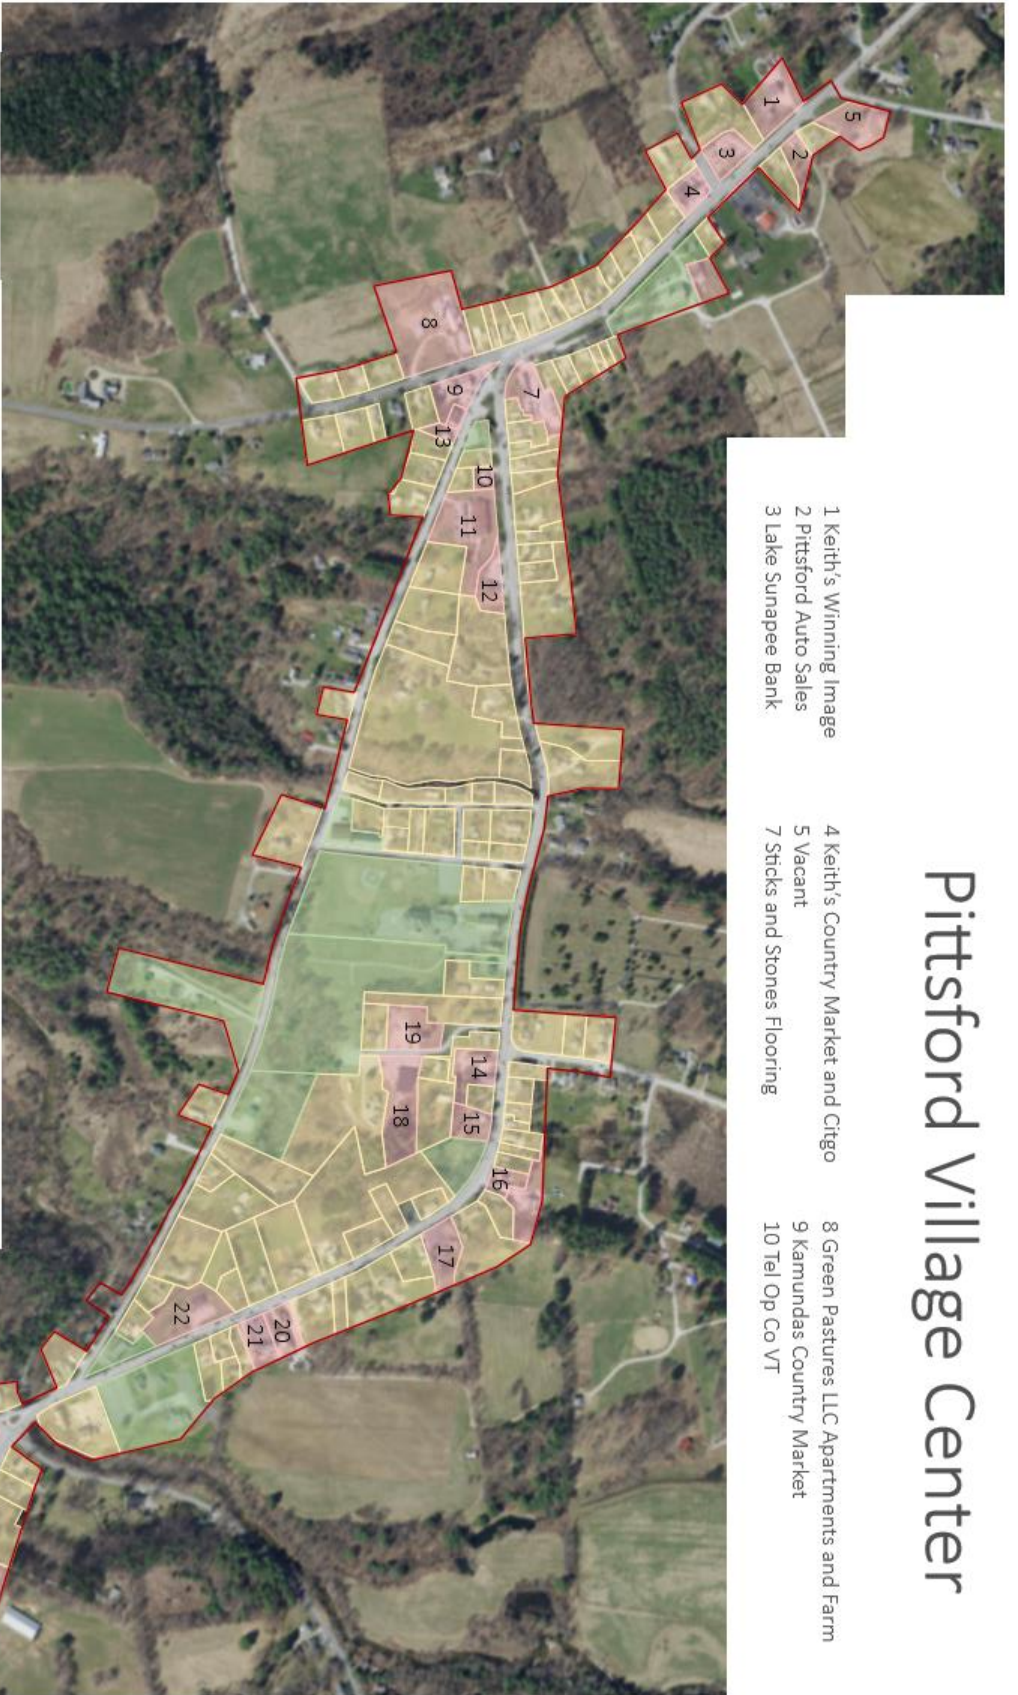 Pittsford Village Center
1 Keith's Winning Image
2 Pittsford Auto Sales
3 Lake Sunapee Bank
4 Keith's Country Market and Citgo
5 Vacant
7 Sticks and Stones Flooring
8 Green Pastures LLC Apartments and Farm
9 Kamundas Country Market
10 Tel Op Co VT
1
5
2
3
4
8
7
9
13
10
11
12
19
14
18
15
16
17
22
21
20